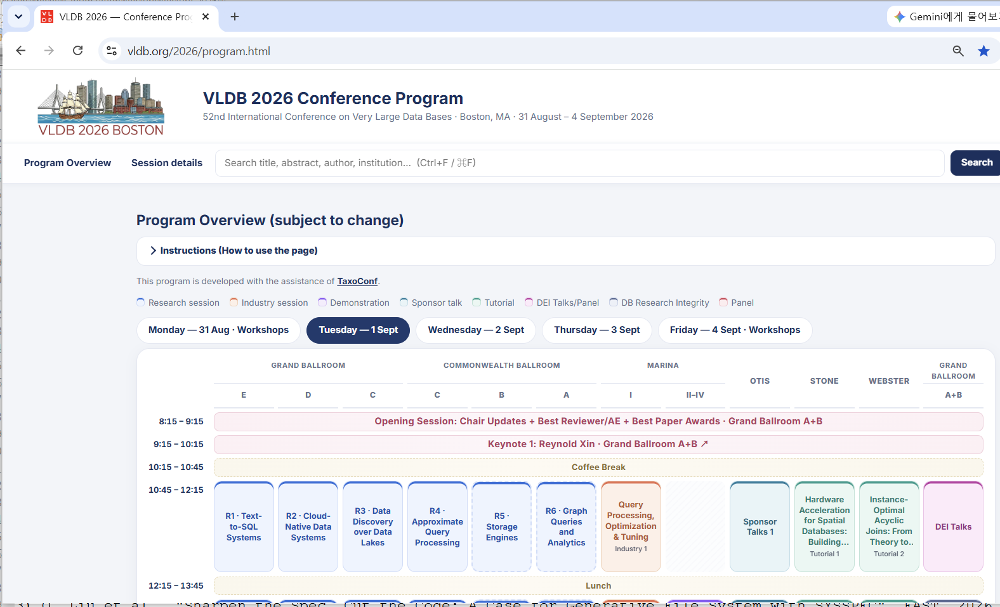 VLDB 2026 — Conference Pro
Gemini에게 물어보
vldb.org/2026/program.html
VLDB 2026 BOSTON
VLDB 2026 Conference Program
52nd International Conference on Very Large Data Bases · Boston, MA · 31 August – 4 September 2026
Program Overview
Session details
Search title, abstract, author, institution... (Ctrl+F / ⌘F)
Search
Program Overview (subject to change)
Instructions (How to use the page)
This program is developed with the assistance of TaxoConf.
Research session
Industry session
Demonstration
Sponsor talk
Tutorial
DEI Talks/Panel
DB Research Integrity
Panel
Monday — 31 Aug · Workshops
Tuesday — 1 Sept
Wednesday — 2 Sept
Thursday — 3 Sept
Friday — 4 Sept · Workshops
GRAND BALLROOM
COMMONWEALTH BALLROOM
MARINA
OTIS
STONE
WEBSTER
GRAND
BALLROOM
E
D
C
C
B
A
I
II–IV
A+B
8:15 – 9:15
Opening Session: Chair Updates + Best Reviewer/AE + Best Paper Awards · Grand Ballroom A+B
9:15 – 10:15
Keynote 1: Reynold Xin · Grand Ballroom A+B ↗
10:15 – 10:45
Coffee Break
10:45 – 12:15
R1 · Text-
to-SQL
Systems
R2 · Cloud-
Native Data
Systems
R3 · Data
Discovery
over Data
Lakes
R4 ·
Approximate
Query
Processing
R5 ·
Storage
Engines
R6 · Graph
Queries
and
Analytics
Query
Processing,
Optimization
& Tuning
Industry 1
Sponsor
Talks 1
Hardware
Acceleration
for Spatial
Databases:
Building...
Tutorial 1
Instance-
Optimal
Acyclic
Joins: From
Theory to..
Tutorial 2
DEI Talks
12:15 – 13:45
Lunch